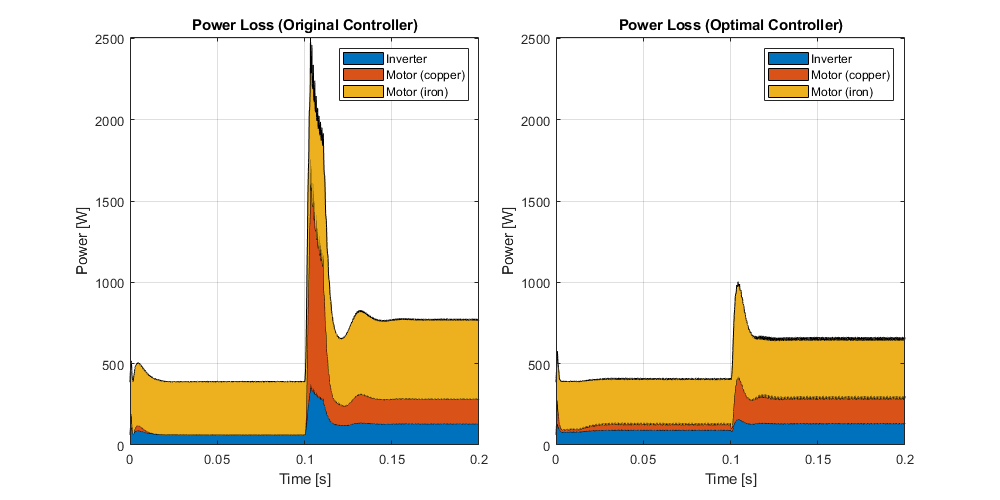 Power Loss (Original Controller)
Power [W]
2500
2000
1500
1000
500
0
Inverter
Motor (copper)
Motor (iron)
0
0.05
0.1
0.15
0.2
Time [s]
Power Loss (Optimal Controller)
Power [W]
2500
2000
1500
1000
500
0
Inverter
Motor (copper)
Motor (iron)
0
0.05
0.1
0.15
0.2
Time [s]